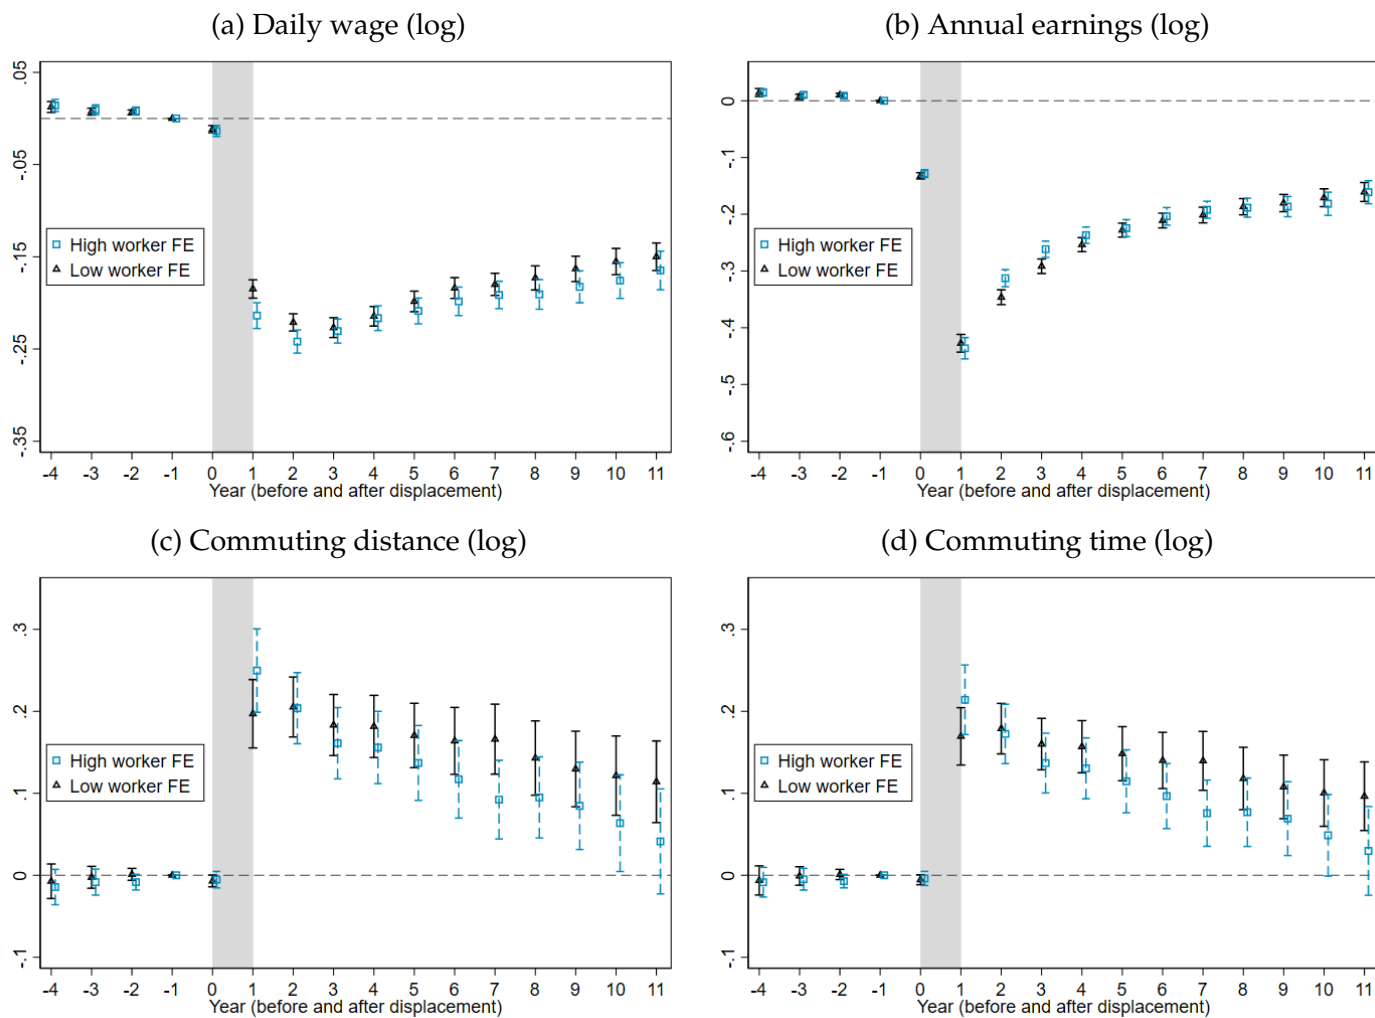 (a) Daily wage (log)
.05
-.05
-.15
-.25
-.35
High worker FE
Low worker FE
-4 -3 -2 -1 0 1 2 3 4 5 6 7 8 9 10 11
Year (before and after displacement)
(b) Annual earnings (log)
0
-.1
-.2
-.3
-.4
-.5
-.6
High worker FE
Low worker FE
-4 -3 -2 -1 0 1 2 3 4 5 6 7 8 9 10 11
Year (before and after displacement)
(c) Commuting distance (log)
.3
.2
.1
0
-.1
High worker FE
Low worker FE
-4 -3 -2 -1 0 1 2 3 4 5 6 7 8 9 10 11
Year (before and after displacement)
(d) Commuting time (log)
.3
.2
.1
0
-.1
High worker FE
Low worker FE
-4 -3 -2 -1 0 1 2 3 4 5 6 7 8 9 10 11
Year (before and after displacement)